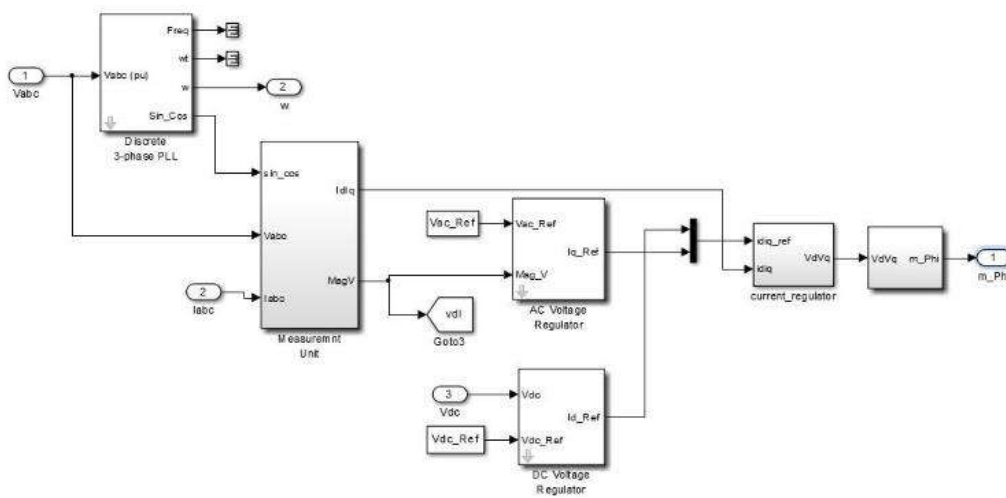 Freq
wt
w
Sin_Cos
Vabc (pu)
Discrete
3-phase PLL
1
Vabc
2
w
sin_cos
Vabc
Iabc
IdIq
MagV
Measuremnt
Unit
2
Iabc
Vac_Ref
Vac_Ref
Mag_V
Iq_Ref
AC Voltage
Regulator
vdl
Goto3
3
Vdc
Vdc_Ref
Vdc
Vdc_Ref
Id_Ref
DC Voltage
Regulator
idiq_ref
idiq
VdVq
current_regulator
VdVq
m_Phi
1
m_Phi